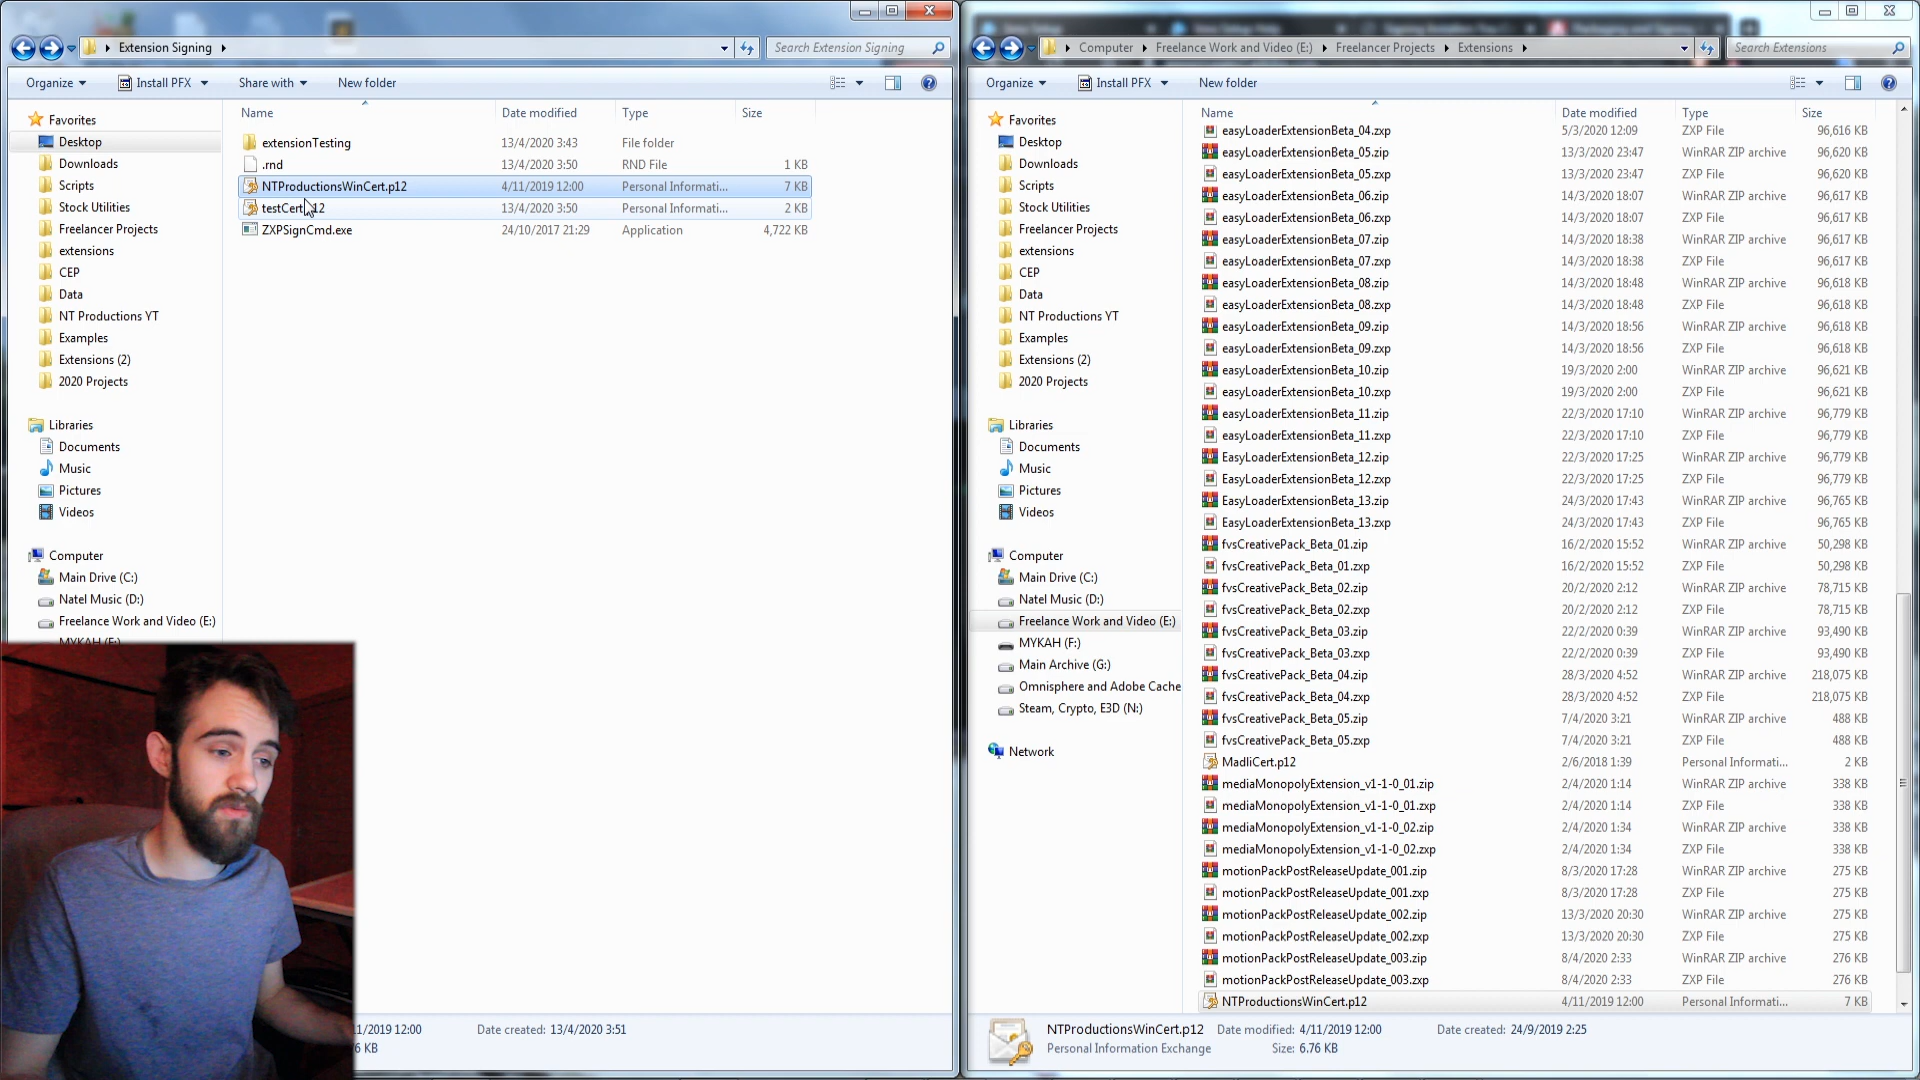 Extension Signing
Search Extension Signing
Organize
Install PFX
Share with
New folder
Name
Date modified
Type
Size
Favorites
Desktop
Downloads
Scripts
Stock Utilities
Freelancer Projects
extensions
CEP
Data
NT Productions YT
Examples
Extensions (2)
2020 Projects
Libraries
Documents
Music
Pictures
Videos
Computer
Main Drive (C:)
Natel Music (D:)
Freelance Work and Video (E:)
extensionTesting 13/4/2020 3:43 File folder
.rnd 13/4/2020 3:50 RND File 1 KB
NTProductionsWinCert.p12 4/11/2019 12:00 Personal Informati... 7 KB
testCert 12 13/4/2020 3:50 Personal Informati... 2 KB
ZXPSignCmd.exe 24/10/2017 21:29 Application 4,722 KB
/2019 12:00 Date created: 13/4/2020 3:51
KB
Computer Freelance Work and Video (E:) Freelancer Projects Extensions
Search Extensions
Organize
Install PFX
New folder
Name
Date modified
Type
Size
Favorites
Desktop
Downloads
Scripts
Stock Utilities
Freelancer Projects
extensions
CEP
Data
NT Productions YT
Examples
Extensions (2)
2020 Projects
Libraries
Documents
Music
Pictures
Videos
Computer
Main Drive (C:)
Natel Music (D:)
Freelance Work and Video (E:)
MYKAH (F:)
Main Archive (G:)
Omnisphere and Adobe Cache
Steam, Crypto, E3D (N:)
Network
easyLoaderExtensionBeta_04.zxp 5/3/2020 12:09 ZXP File 96,616 KB
easyLoaderExtensionBeta_05.zip 13/3/2020 23:47 WinRAR ZIP archive 96,620 KB
easyLoaderExtensionBeta_05.zxp 13/3/2020 23:47 ZXP File 96,620 KB
easyLoaderExtensionBeta_06.zip 14/3/2020 18:07 WinRAR ZIP archive 96,617 KB
easyLoaderExtensionBeta_06.zxp 14/3/2020 18:07 ZXP File 96,617 KB
easyLoaderExtensionBeta_07.zip 14/3/2020 18:38 WinRAR ZIP archive 96,617 KB
easyLoaderExtensionBeta_07.zxp 14/3/2020 18:38 ZXP File 96,617 KB
easyLoaderExtensionBeta_08.zip 14/3/2020 18:48 WinRAR ZIP archive 96,618 KB
easyLoaderExtensionBeta_08.zxp 14/3/2020 18:48 ZXP File 96,618 KB
easyLoaderExtensionBeta_09.zip 14/3/2020 18:56 WinRAR ZIP archive 96,618 KB
easyLoaderExtensionBeta_09.zxp 14/3/2020 18:56 ZXP File 96,618 KB
easyLoaderExtensionBeta_10.zip 19/3/2020 2:00 WinRAR ZIP archive 96,621 KB
easyLoaderExtensionBeta_10.zxp 19/3/2020 2:00 ZXP File 96,621 KB
easyLoaderExtensionBeta_11.zip 22/3/2020 17:10 WinRAR ZIP archive 96,779 KB
easyLoaderExtensionBeta_11.zxp 22/3/2020 17:10 ZXP File 96,779 KB
EasyLoaderExtensionBeta_12.zip 22/3/2020 17:25 WinRAR ZIP archive 96,779 KB
EasyLoaderExtensionBeta_12.zxp 22/3/2020 17:25 ZXP File 96,779 KB
EasyLoaderExtensionBeta_13.zip 24/3/2020 17:43 WinRAR ZIP archive 96,765 KB
EasyLoaderExtensionBeta_13.zxp 24/3/2020 17:43 ZXP File 96,765 KB
fvsCreativePack_Beta_01.zip 16/2/2020 15:52 WinRAR ZIP archive 50,298 KB
fvsCreativePack_Beta_01.zxp 16/2/2020 15:52 ZXP File 50,298 KB
fvsCreativePack_Beta_02.zip 20/2/2020 2:12 WinRAR ZIP archive 78,715 KB
fvsCreativePack_Beta_02.zxp 20/2/2020 2:12 ZXP File 78,715 KB
fvsCreativePack_Beta_03.zip 22/2/2020 0:39 WinRAR ZIP archive 93,490 KB
fvsCreativePack_Beta_03.zxp 22/2/2020 0:39 ZXP File 93,490 KB
fvsCreativePack_Beta_04.zip 28/3/2020 4:52 WinRAR ZIP archive 218,075 KB
fvsCreativePack_Beta_04.zxp 28/3/2020 4:52 ZXP File 218,075 KB
fvsCreativePack_Beta_05.zip 7/4/2020 3:21 WinRAR ZIP archive 488 KB
fvsCreativePack_Beta_05.zxp 7/4/2020 3:21 ZXP File 488 KB
MadliCert.p12 2/6/2018 1:39 Personal Informati... 2 KB
mediaMonopolyExtension_v1-1-0_01.zip 2/4/2020 1:14 WinRAR ZIP archive 338 KB
mediaMonopolyExtension_v1-1-0_01.zxp 2/4/2020 1:14 ZXP File 338 KB
mediaMonopolyExtension_v1-1-0_02.zip 2/4/2020 1:34 WinRAR ZIP archive 338 KB
mediaMonopolyExtension_v1-1-0_02.zxp 2/4/2020 1:34 ZXP File 338 KB
motionPackPostReleaseUpdate_001.zip 8/3/2020 17:28 WinRAR ZIP archive 275 KB
motionPackPostReleaseUpdate_001.zxp 8/3/2020 17:28 ZXP File 275 KB
motionPackPostReleaseUpdate_002.zip 13/3/2020 20:30 WinRAR ZIP archive 275 KB
motionPackPostReleaseUpdate_002.zxp 13/3/2020 20:30 ZXP File 275 KB
motionPackPostReleaseUpdate_003.zip 8/4/2020 2:33 WinRAR ZIP archive 276 KB
motionPackPostReleaseUpdate_003.zxp 8/4/2020 2:33 ZXP File 276 KB
NTProductionsWinCert.p12 4/11/2019 12:00 Personal Informati... 7 KB
NTProductionsWinCert.p12 Date modified: 4/11/2019 12:00 Date created: 24/9/2019 2:25
Personal Information Exchange Size: 6.76 KB